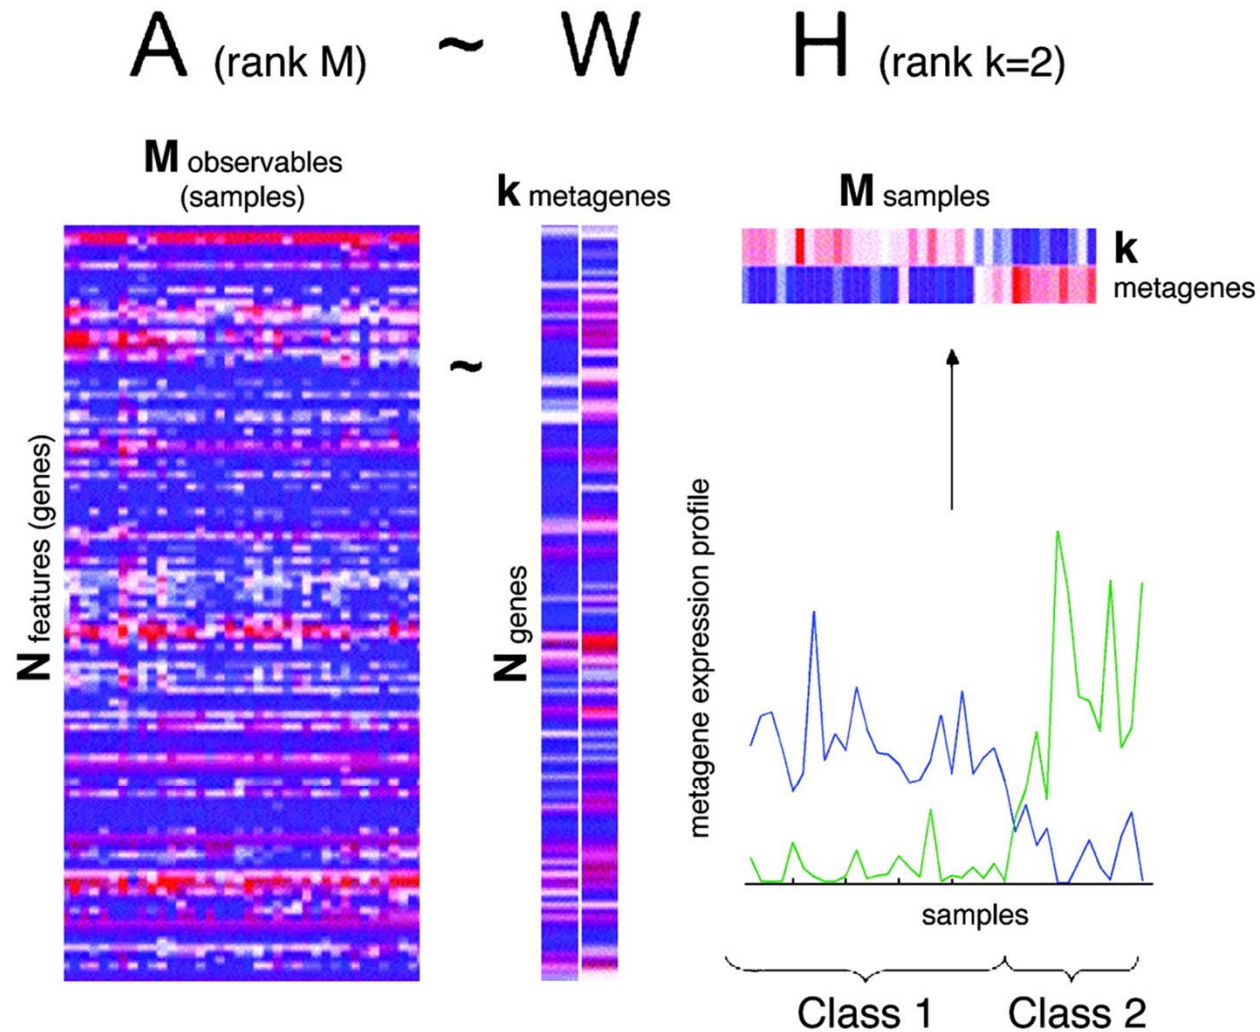 A (rank M) ~ W H (rank k=2)
M observables
(samples)
k metagenes
M samples
k
metagenes
~
N features (genes)
N genes
metagene expression profile
samples
Class 1 Class 2